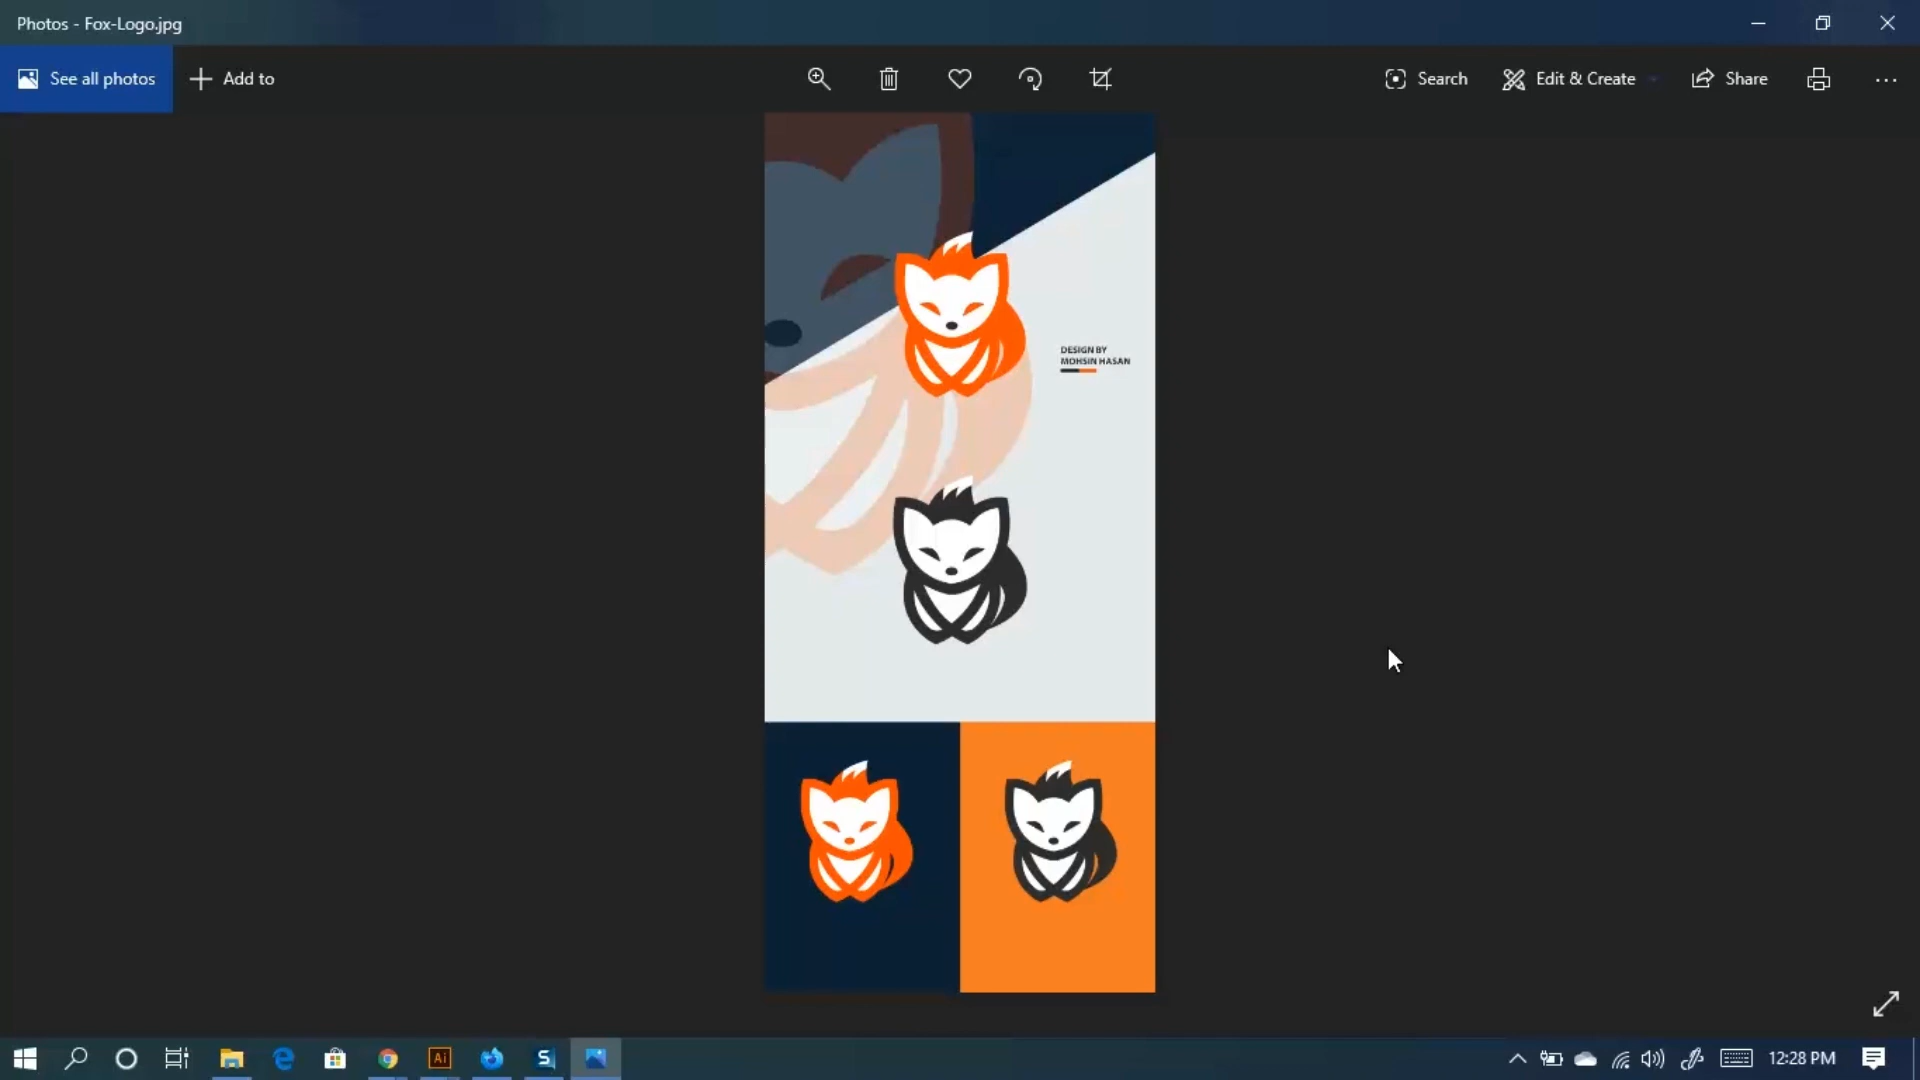 Photos - Fox-Logo.jpg
See all photos
Add to
Search
Edit & Create
Share
DESIGN BY
MOHSIN HASAN
Ai
S
12:28 PM